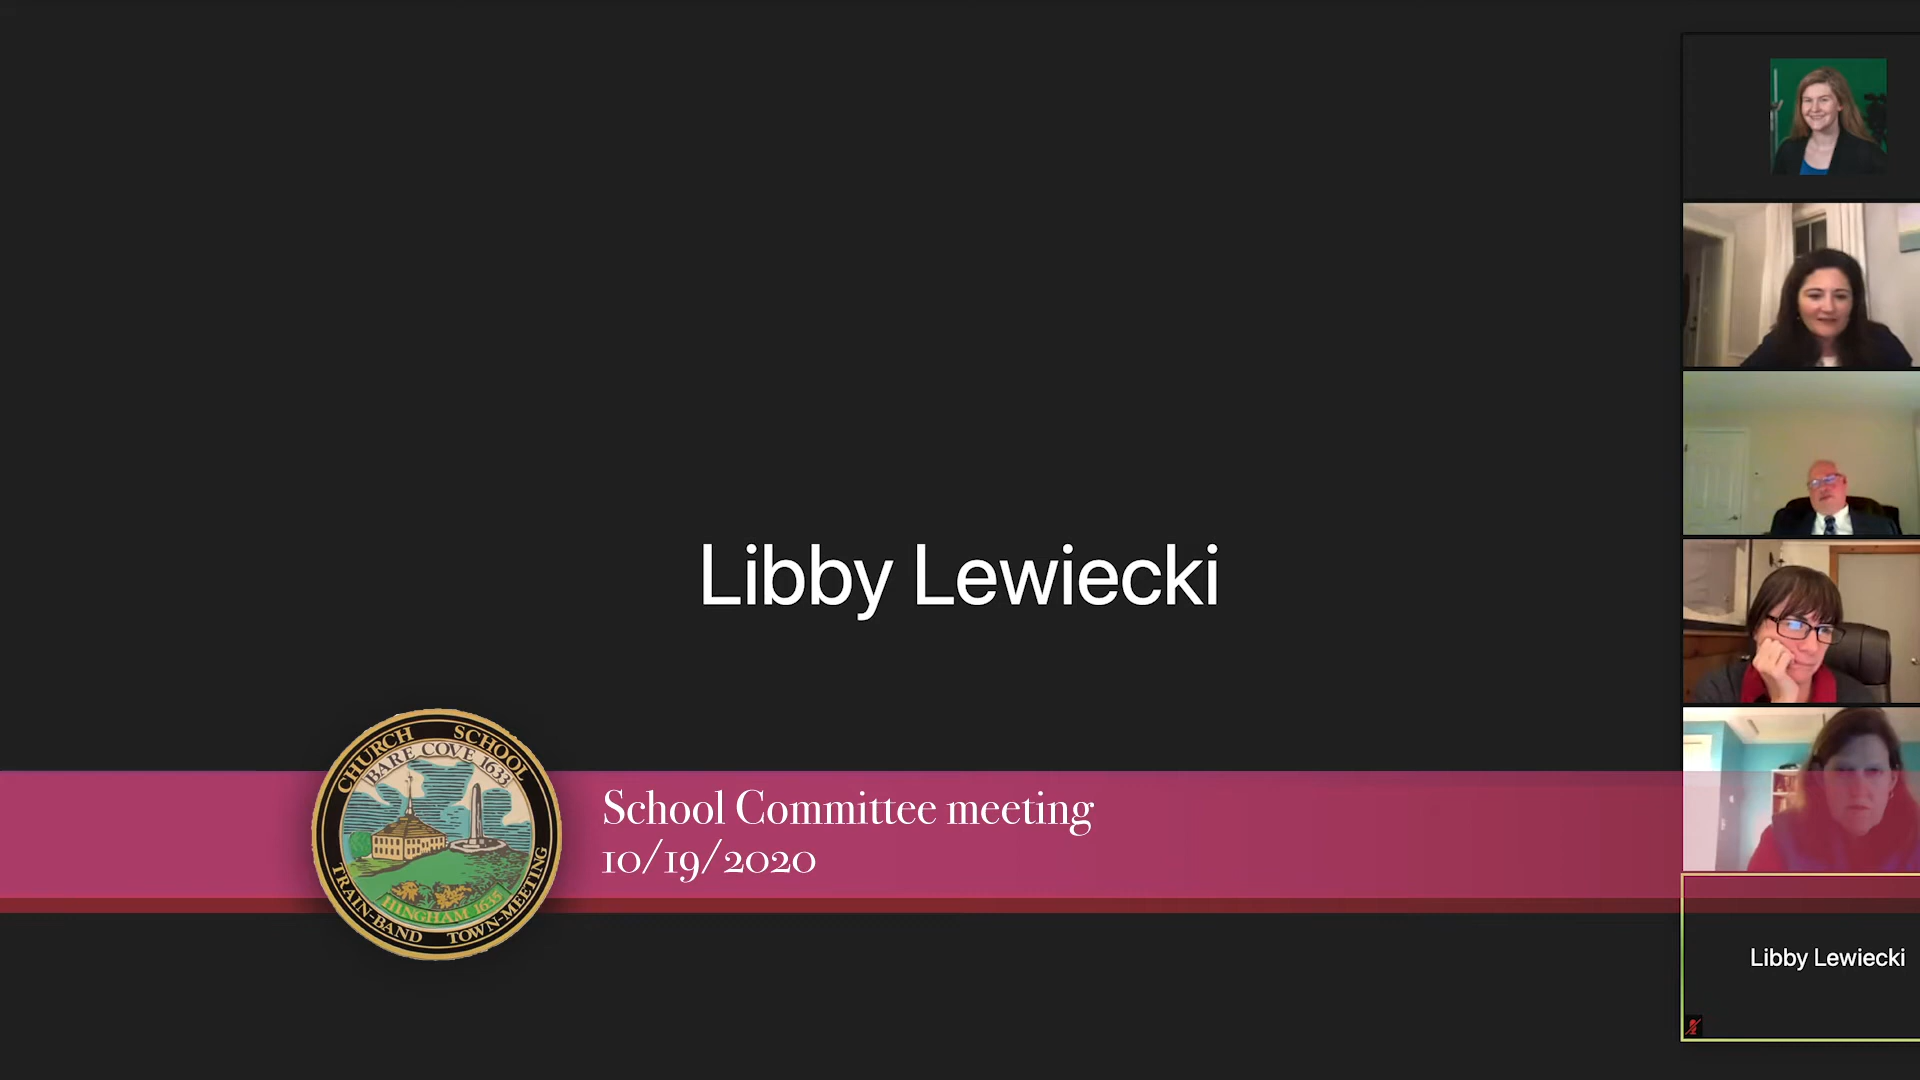 Libby Lewiecki
CHURCH SCHOOL
BARE COVE 1633
HINGHAM 1635
TRAIN-BAND TOWN-MEETING
School Committee meeting
10/19/2020
Libby Lewiecki